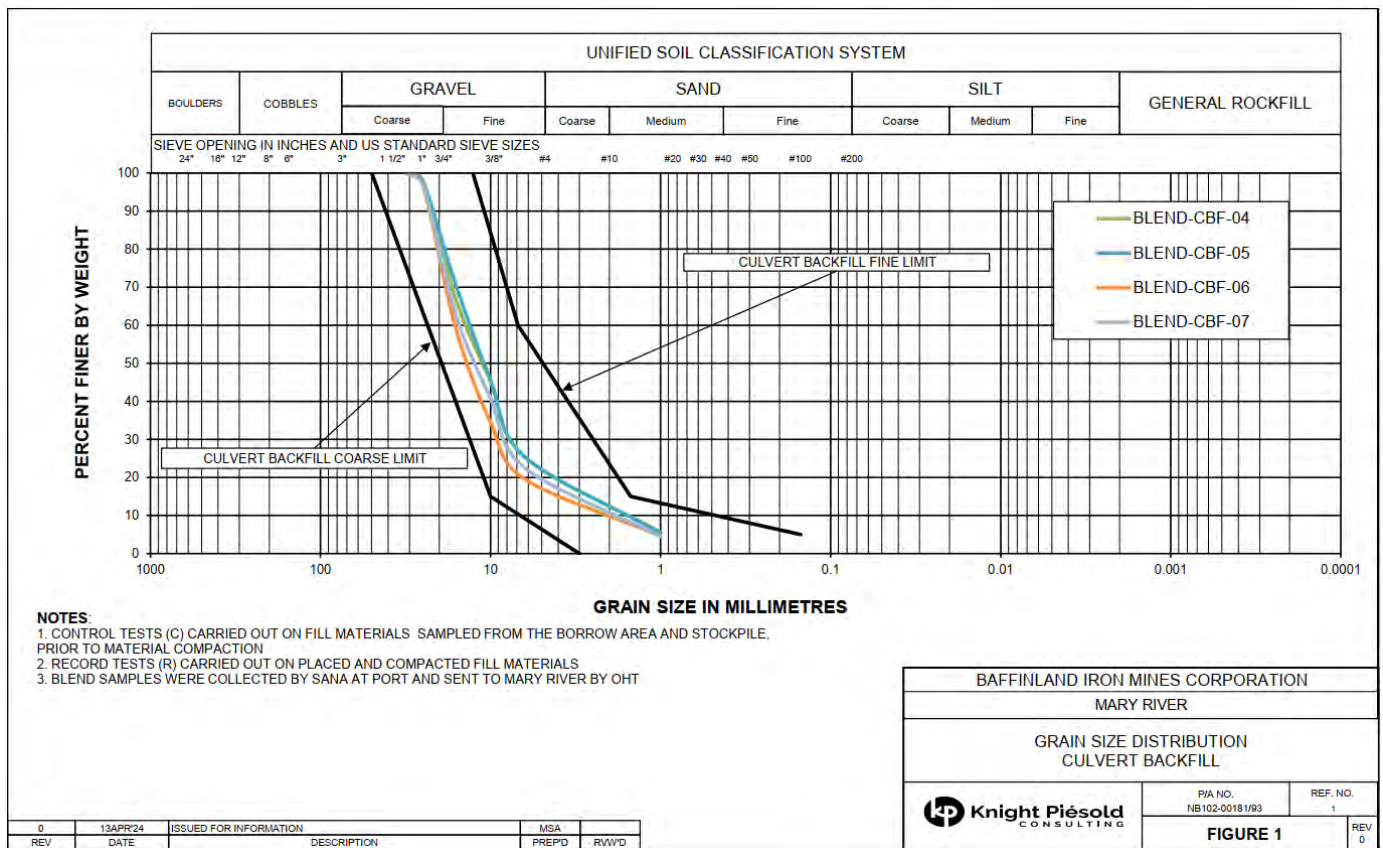 UNIFIED SOIL CLASSIFICATION SYSTEM
BOULDERS COBBLES GRAVEL SAND SILT GENERAL ROCKFILL
Coarse Fine Coarse Medium Fine Coarse Medium Fine
SIEVE OPENING IN INCHES AND US STANDARD SIEVE SIZES
24" 16" 12" 8" 6" 3" 1 1/2" 1" 3/4" 3/8" #4 #10 #20 #30 #40 #50 #100 #200
100
90
80
70
60
50
40
30
20
10
0
PERCENT FINER BY WEIGHT
BLEND-CBF-04
BLEND-CBF-05
BLEND-CBF-06
BLEND-CBF-07
CULVERT BACKFILL FINE LIMIT
CULVERT BACKFILL COARSE LIMIT
1000 100 10 1 0.1 0.01 0.001 0.0001
GRAIN SIZE IN MILLIMETRES
NOTES:
1. CONTROL TESTS (C) CARRIED OUT ON FILL MATERIALS SAMPLED FROM THE BORROW AREA AND STOCKPILE,
PRIOR TO MATERIAL COMPACTION
2. RECORD TESTS (R) CARRIED OUT ON PLACED AND COMPACTED FILL MATERIALS
3. BLEND SAMPLES WERE COLLECTED BY SANA AT PORT AND SENT TO MARY RIVER BY OHT
BAFFINLAND IRON MINES CORPORATION
MARY RIVER
GRAIN SIZE DISTRIBUTION
CULVERT BACKFILL
kp Knight Piésold
CONSULTING
P/A NO.
NB102-00181/93
REF. NO.
1
FIGURE 1
REV
0
0 13APR'24 ISSUED FOR INFORMATION MSA
REV DATE DESCRIPTION PREP'D RVW'D